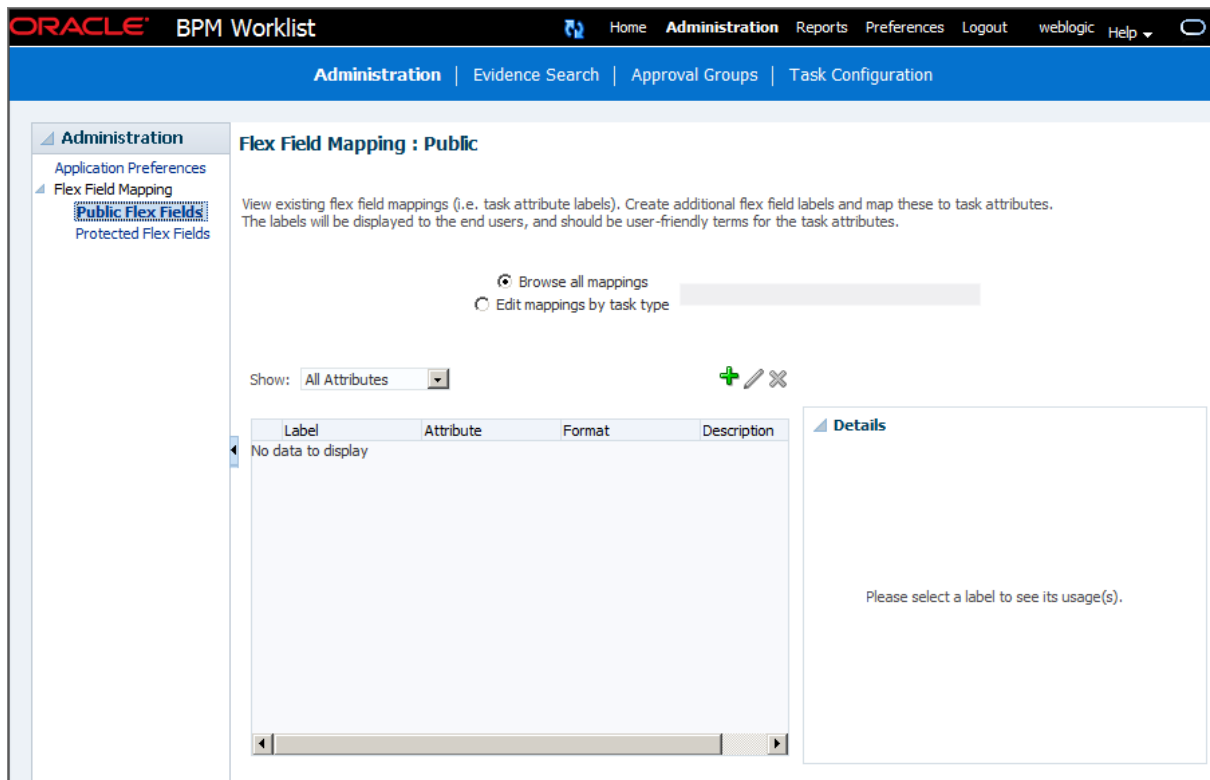 ORACLE BPM Worklist Home Administration Reports Preferences Logout weblogic Help
Administration | Evidence Search | Approval Groups | Task Configuration
Administration
Application Preferences
Flex Field Mapping
Public Flex Fields
Protected Flex Fields
Flex Field Mapping : Public
View existing flex field mappings (i.e. task attribute labels). Create additional flex field labels and map these to task attributes.
The labels will be displayed to the end users, and should be user-friendly terms for the task attributes.
Browse all mappings
Edit mappings by task type
Show: All Attributes
Label Attribute Format Description
No data to display
Details
Please select a label to see its usage(s).